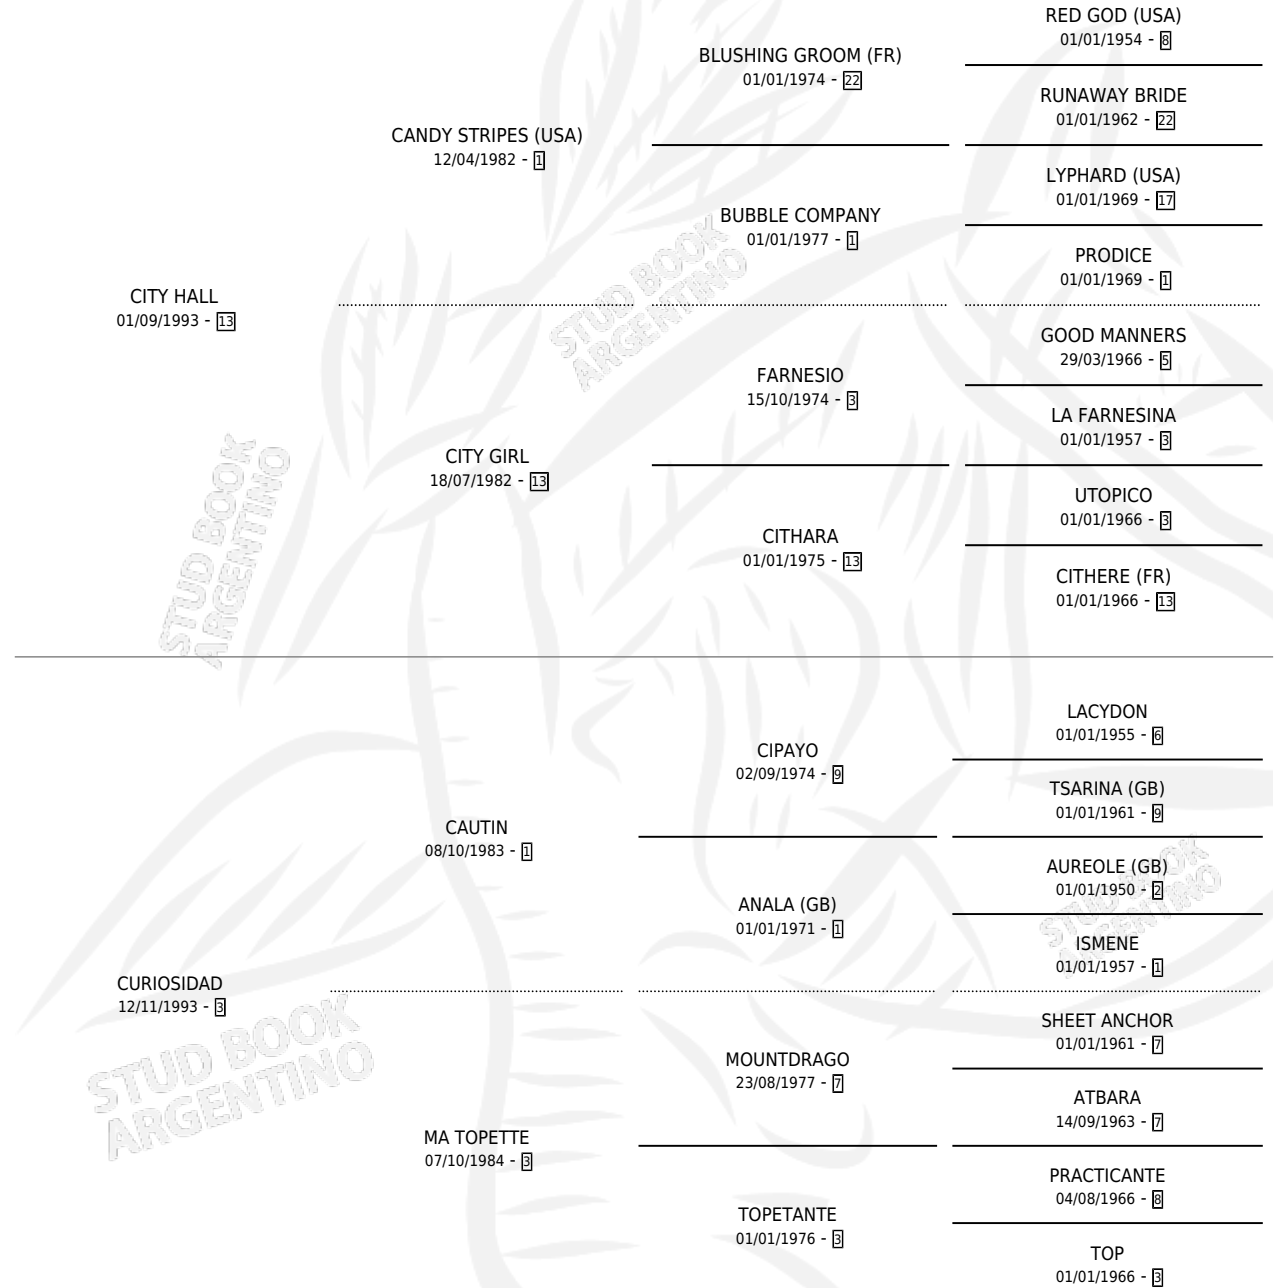 RED GOD (USA)
01/01/1954 - 8
BLUSHING GROOM (FR)
01/01/1974 - 22
RUNAWAY BRIDE
01/01/1962 - 22
CANDY STRIPES (USA)
12/04/1982 - 1
LYPHARD (USA)
01/01/1969 - 17
BUBBLE COMPANY
01/01/1977 - 1
PRODICE
01/01/1969 - 1
CITY HALL
01/09/1993 - 13
GOOD MANNERS
29/03/1966 - 5
FARNESIO
15/10/1974 - 3
LA FARNESINA
01/01/1957 - 3
CITY GIRL
18/07/1982 - 13
UTOPICO
01/01/1966 - 3
CITHARA
01/01/1975 - 13
CITHERE (FR)
01/01/1966 - 13
LACYDON
01/01/1955 - 6
CIPAYO
02/09/1974 - 9
TSARINA (GB)
01/01/1961 - 9
CAUTIN
08/10/1983 - 1
AUREOLE (GB)
01/01/1950 - 2
ANALA (GB)
01/01/1971 - 1
ISMENE
01/01/1957 - 1
CURIOSIDAD
12/11/1993 - 3
SHEET ANCHOR
01/01/1961 - 7
MOUNTDRAGO
23/08/1977 - 7
ATBARA
14/09/1963 - 7
MA TOPETTE
07/10/1984 - 3
PRACTICANTE
04/08/1966 - 8
TOPETANTE
01/01/1976 - 3
TOP
01/01/1966 - 3
STUD BOOK
ARGENTINO
STUD BOOK
ARGENTINO
STUD BOOK
ARGENTINO
STUD BOOK
ARGENTINO